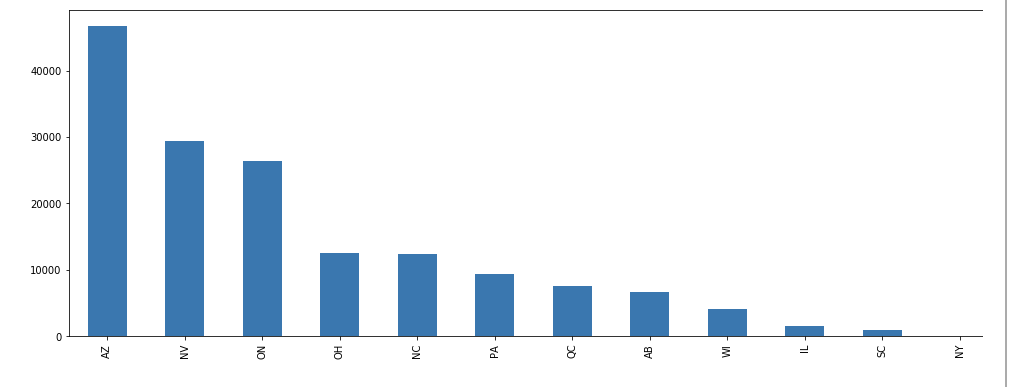 40000
30000
20000
10000
0
AZ
NV
ON
OH
NC
PA
QC
AB
WI
IL
SC
NY